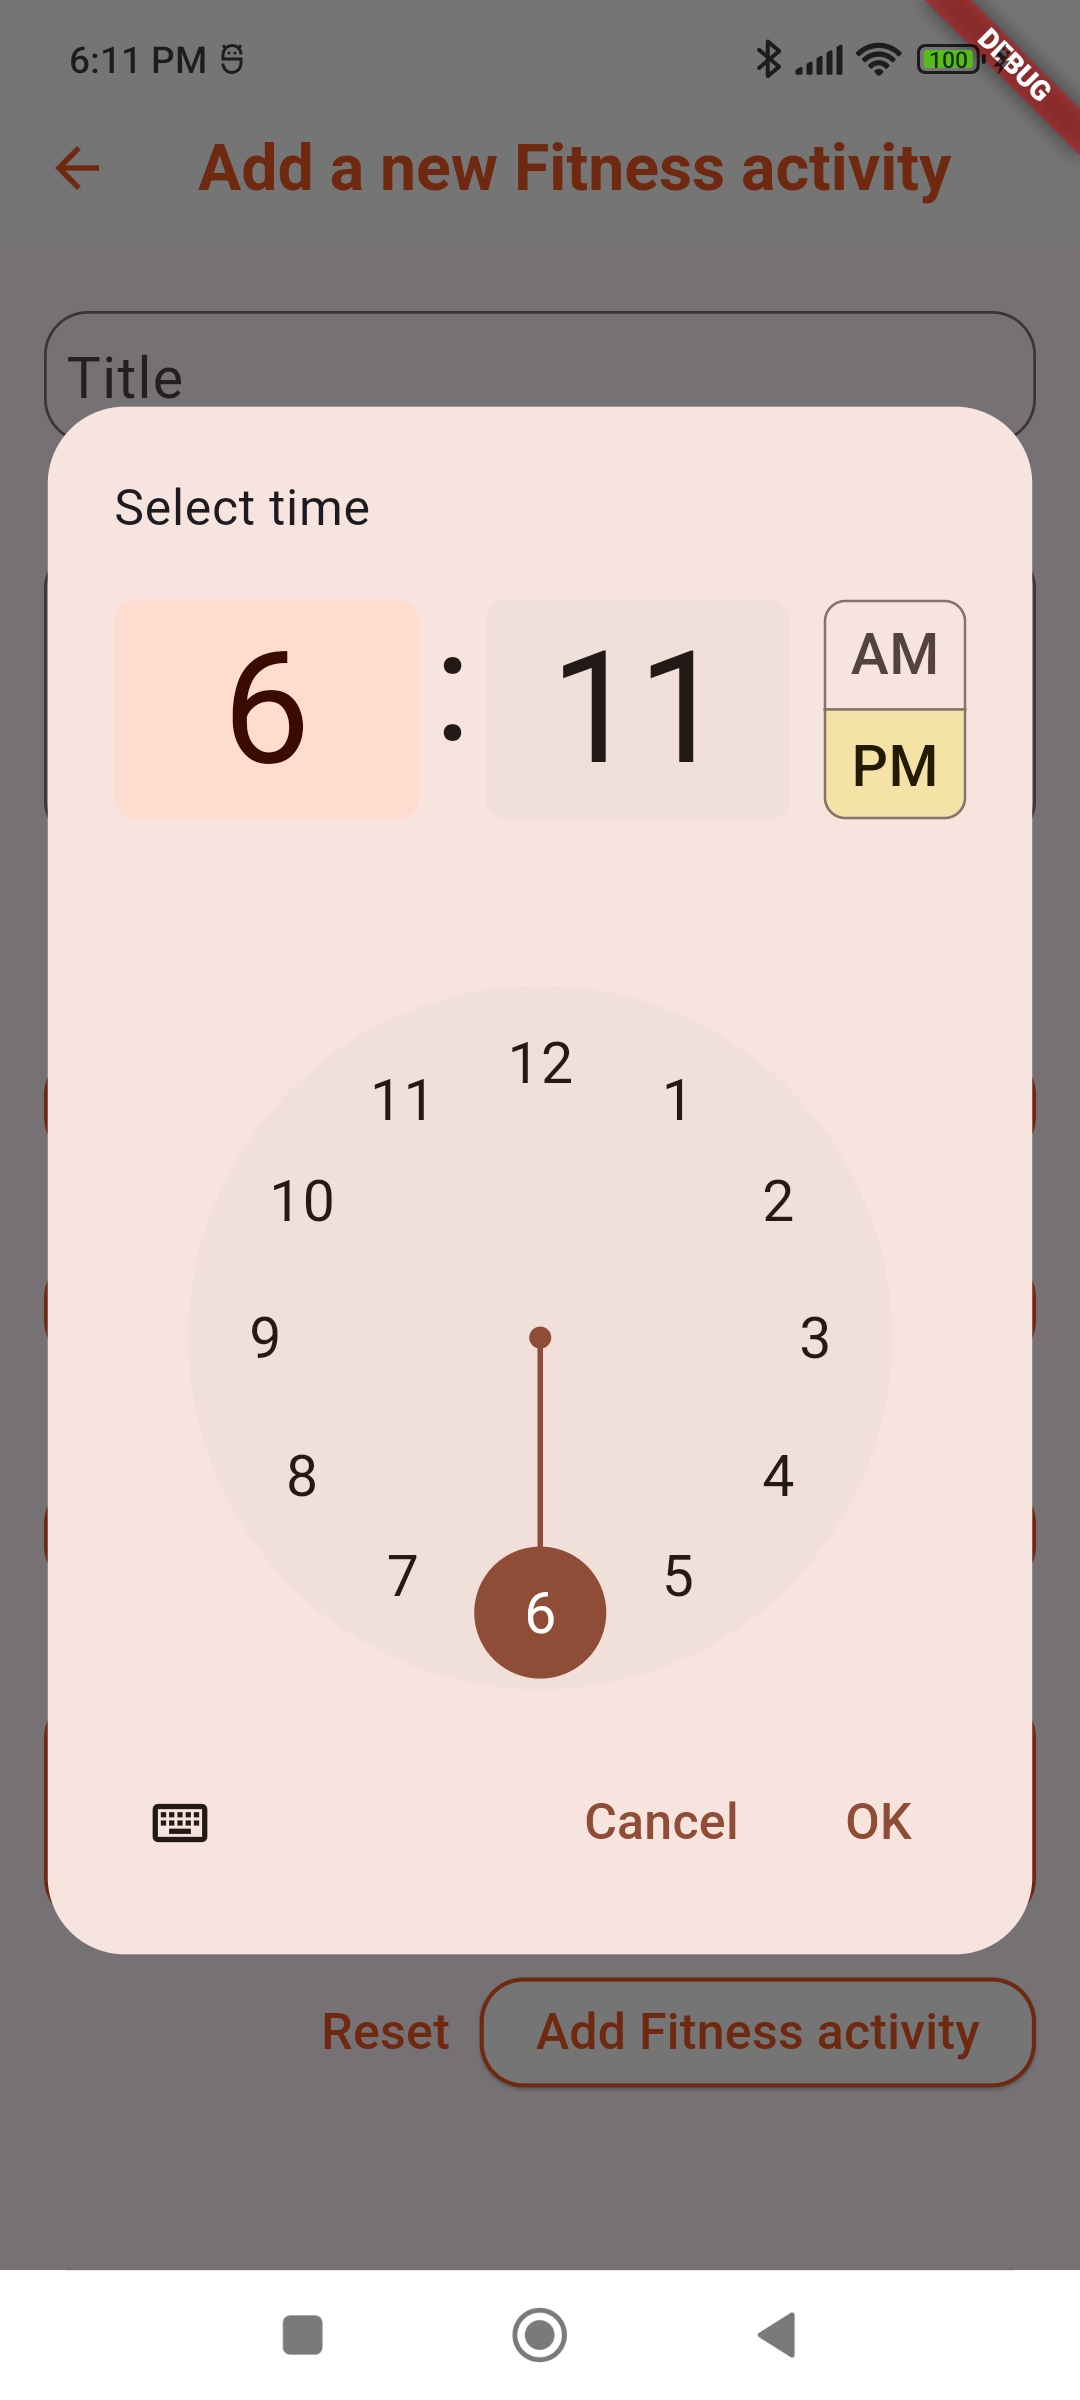 6:11 PM
100
DEBUG
Add a new Fitness activity
Title
Select time
6 : 11
AM
PM
12
11 1
10 2
9 3
8 4
7 5
6
Cancel OK
Reset Add Fitness activity